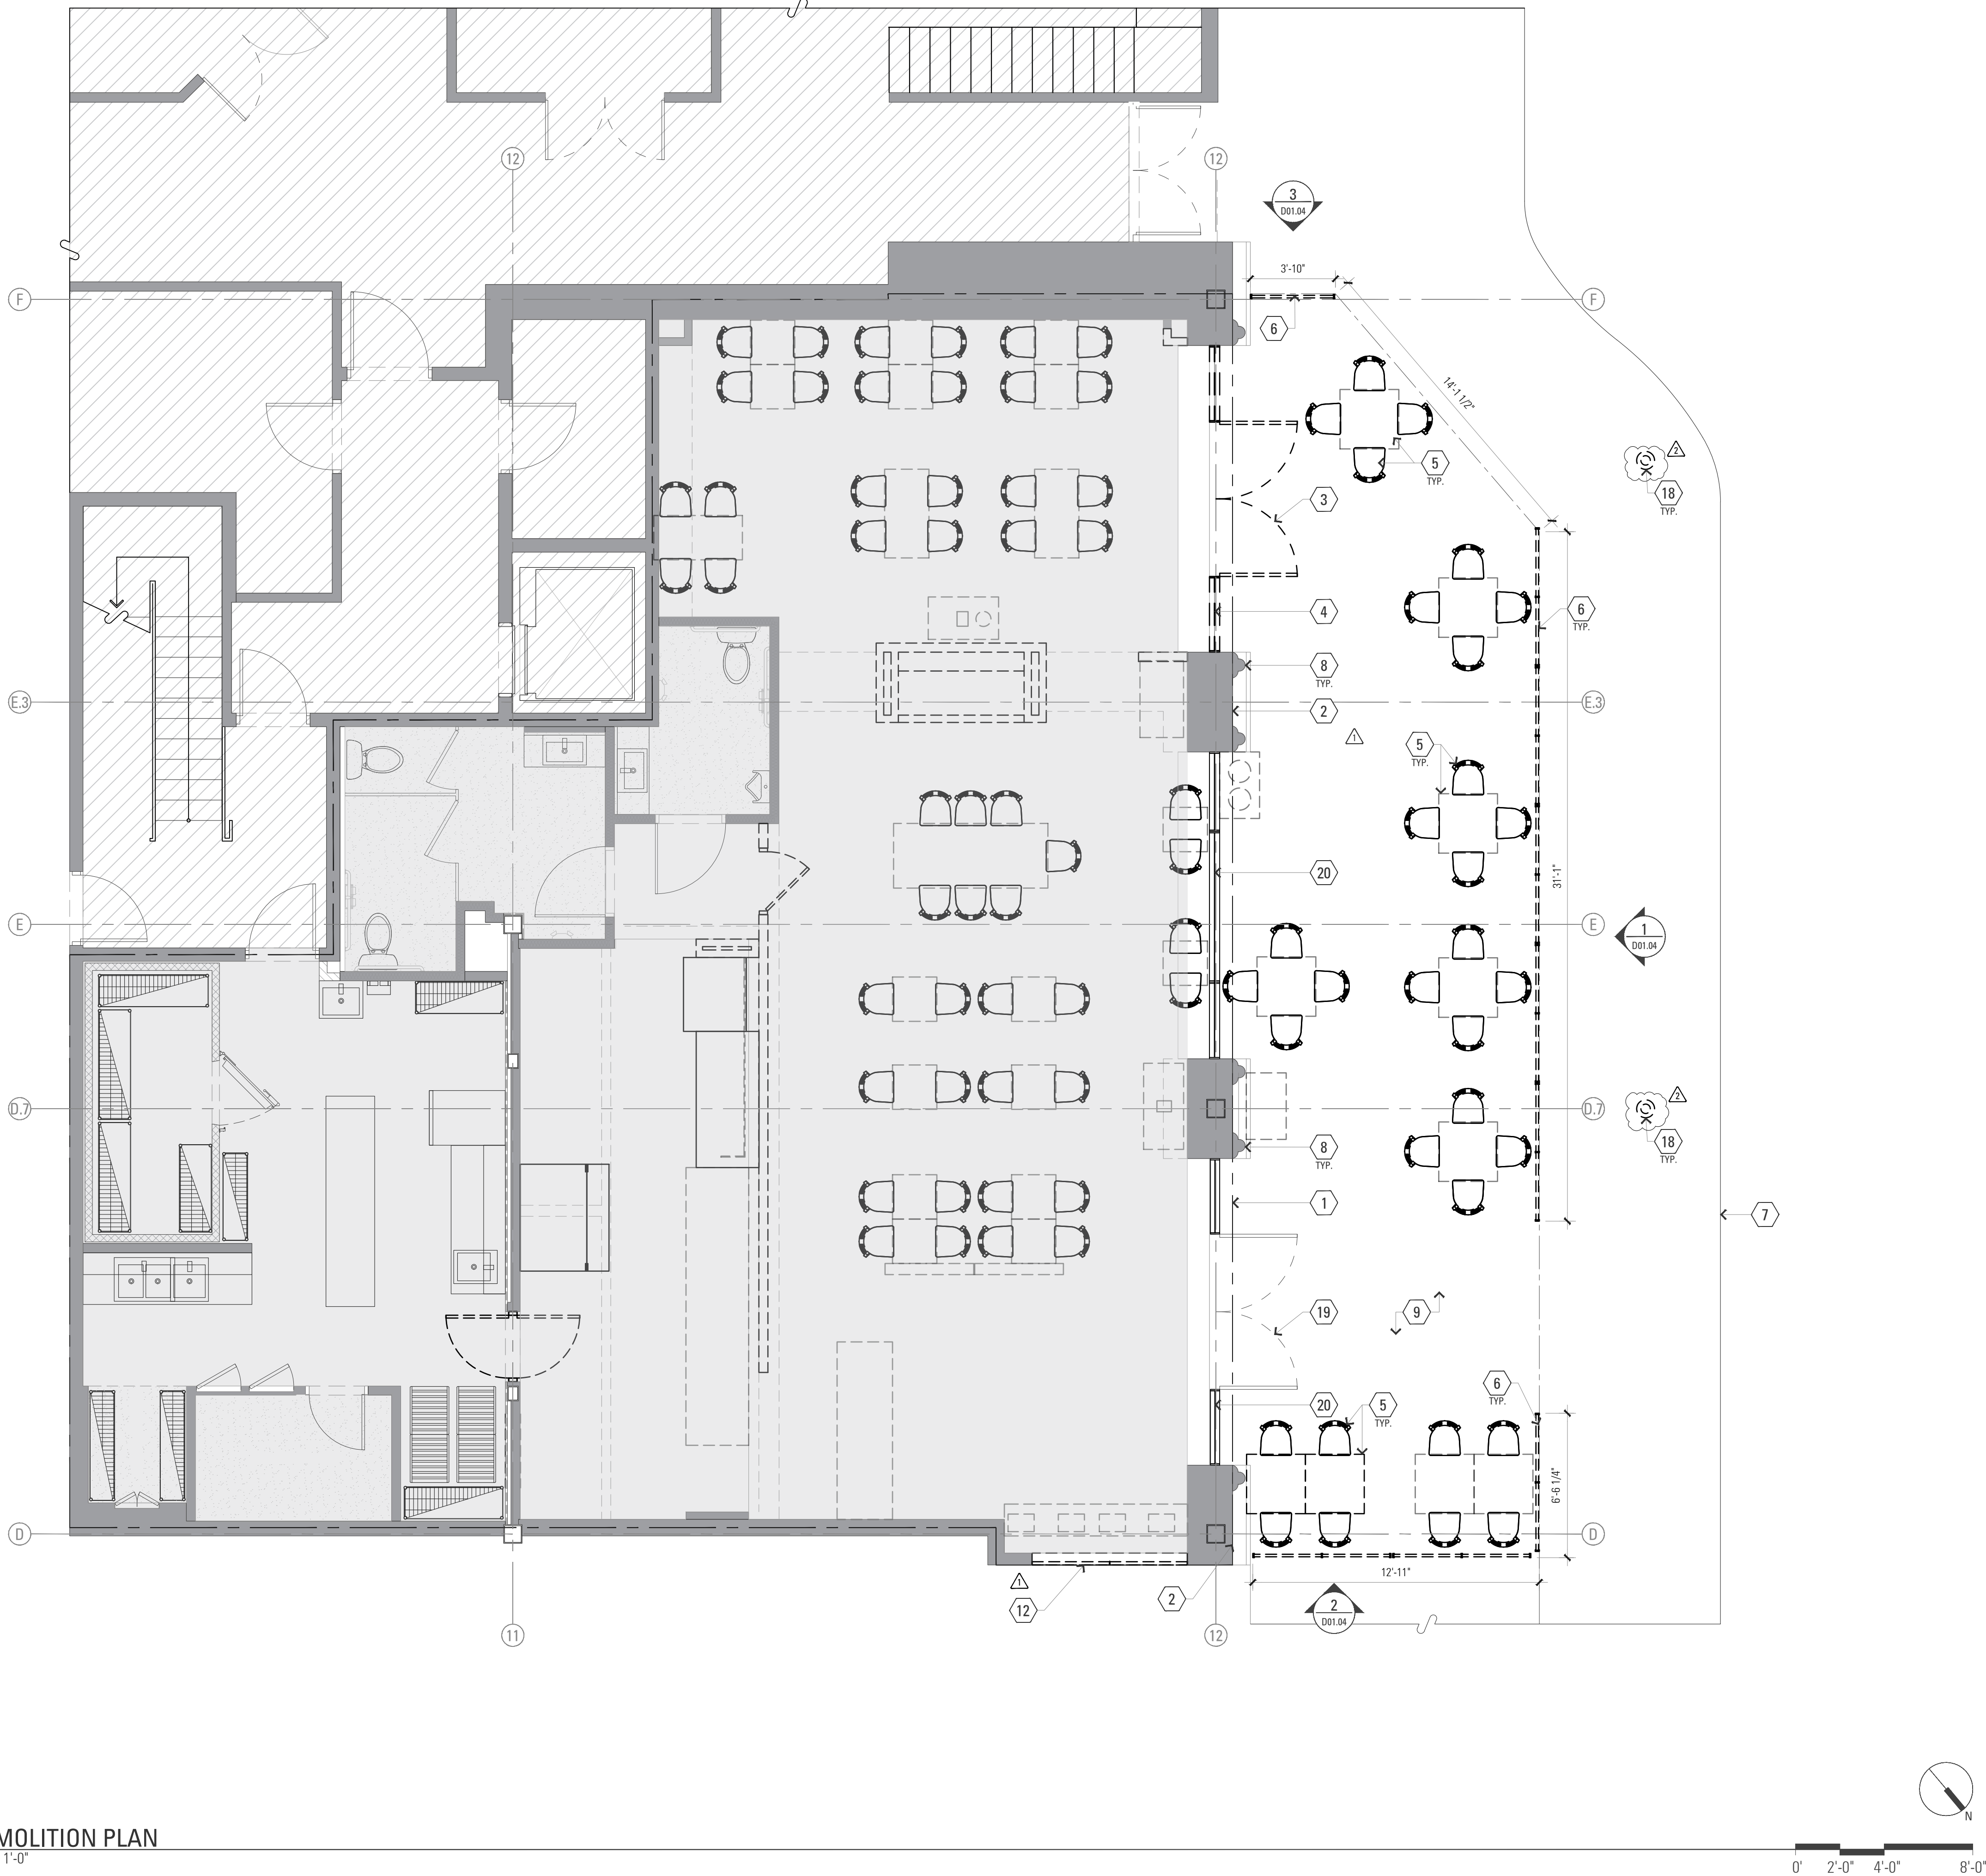 12
12
3
D01.04
3'-10"
F
F
6
14'-1 1/2"
2
5
TYP.
18
TYP.
3
4
6
TYP.
8
TYP.
E.3
E.3
2
1
5
TYP.
20
31'-1"
E
E
1
D01.04
2
D.7
D.7
18
TYP.
8
TYP.
1
7
19
9
6
TYP.
20
5
TYP.
6'-6 1/4"
D
D
12'-11"
1
12
2
2
D01.04
11
12
N
MOLITION PLAN
1'-0"
0'
2'-0"
4'-0"
8'-0"